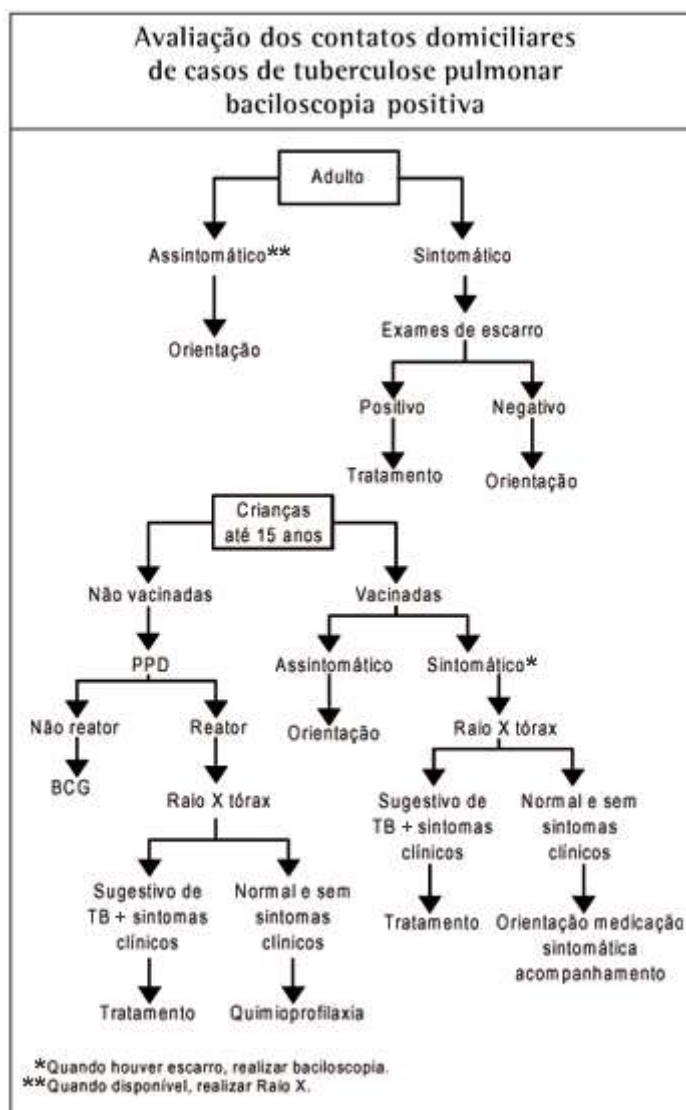 Avaliação dos contatos domiciliares
de casos de tuberculose pulmonar
baciloscopia positiva
Adulto
Assintomático**
Sintomático
Orientação
Exames de escarro
Positivo
Negativo
Tratamento
Orientação
Crianças
até 15 anos
Não vacinadas
Vacinadas
PPD
Assintomático
Sintomático*
Não reator
Reator
Orientação
Raio X tórax
BCG
Raio X tórax
Sugestivo de
TB + sintomas
clínicos
Normal e sem
sintomas
clínicos
Sugestivo de
TB + sintomas
clínicos
Normal e sem
sintomas
clínicos
Tratamento
Orientação medicação
sintomática
acompanhamento
Tratamento
Quimioprofilaxia
*Quando houver escarro, realizar baciloscopia.
**Quando disponível, realizar Raio X.